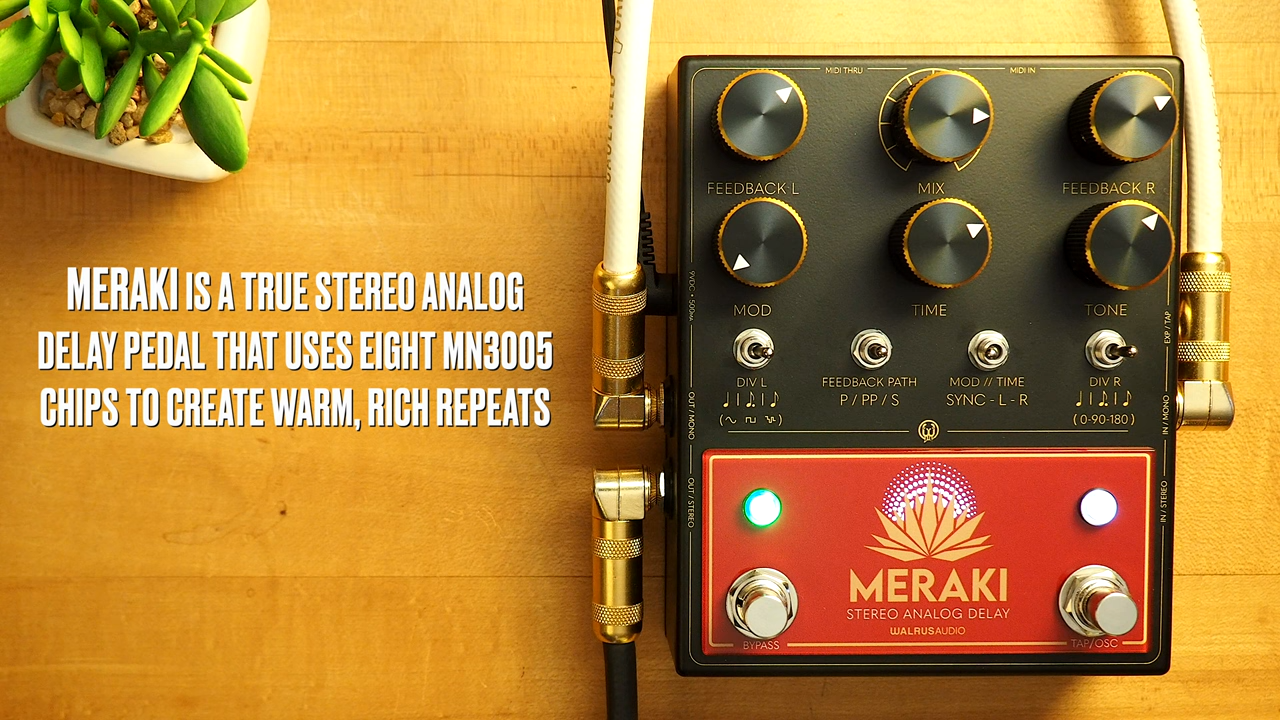 MIDI THRU
MIDI IN
FEEDBACK L
MIX
FEEDBACK R
MOD
TIME
TONE
9VDC • 500mA
EXP / TAP
MERAKI IS A TRUE STEREO ANALOG
DELAY PEDAL THAT USES EIGHT MN3005
CHIPS TO CREATE WARM, RICH REPEATS
DIV L
FEEDBACK PATH
P / PP / S
MOD // TIME
SYNC - L - R
DIV R
(0-90-180)
OUT / MONO
IN / MONO
OUT / STEREO
IN / STEREO
MERAKI
STEREO ANALOG DELAY
WALRUSAUDIO
BYPASS
TAP/OSC